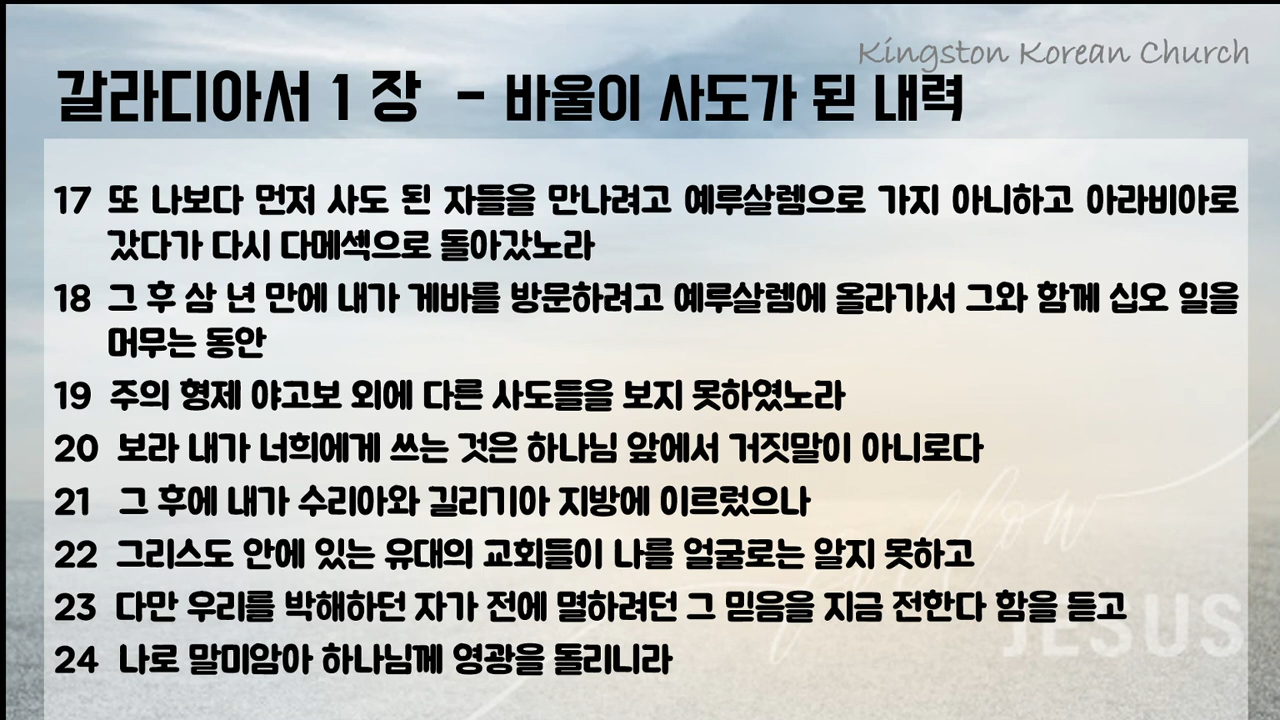 Kingston Korean Church
갈라디아서 1 장 - 바울이 사도가 된 내력
17 또 나보다 먼저 사도 된 자들을 만나려고 예루살렘으로 가지 아니하고 아라비아로
갔다가 다시 다메섹으로 돌아갔노라
18 그 후 삼 년 만에 내가 게바를 방문하려고 예루살렘에 올라가서 그와 함께 십오 일을
머무는 동안
19 주의 형제 야고보 외에 다른 사도들을 보지 못하였노라
20 보라 내가 너희에게 쓰는 것은 하나님 앞에서 거짓말이 아니로다
21 그 후에 내가 수리아와 길리기아 지방에 이르렀으나
22 그리스도 안에 있는 유대의 교회들이 나를 얼굴로는 알지 못하고
23 다만 우리를 박해하던 자가 전에 멸하려던 그 믿음을 지금 전한다 함을 듣고
24 나로 말미암아 하나님께 영광을 돌리니라
follow
JESUS